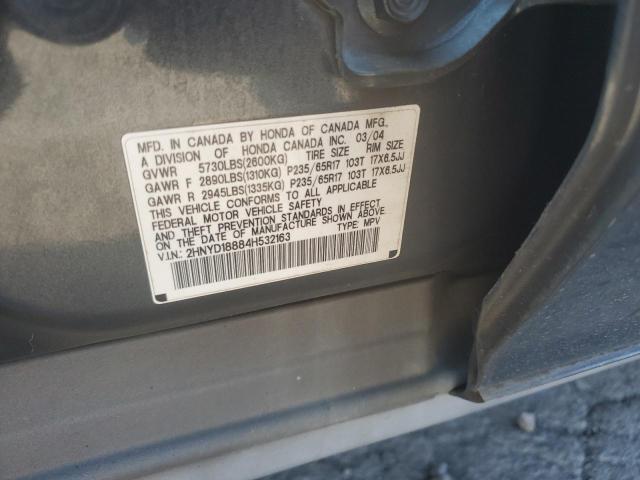 MFD. IN CANADA BY HONDA OF CANADA MFG.,
A DIVISION OF HONDA CANADA INC. 03/04
GVWR 5730LBS(2600KG) TIRE SIZE RIM SIZE
GAWR F 2890LBS(1310KG) P235/65R17 103T 17X6.5JJ
GAWR R 2945LBS(1335KG) P235/65R17 103T 17X6.5JJ
THIS VEHICLE CONFORMS TO ALL APPLICABLE
FEDERAL MOTOR VEHICLE SAFETY
AND THEFT PREVENTION STANDARDS IN EFFECT
ON THE DATE OF MANUFACTURE SHOWN ABOVE.
V.I.N.: 2HNYD18884H532163 TYPE: MPV